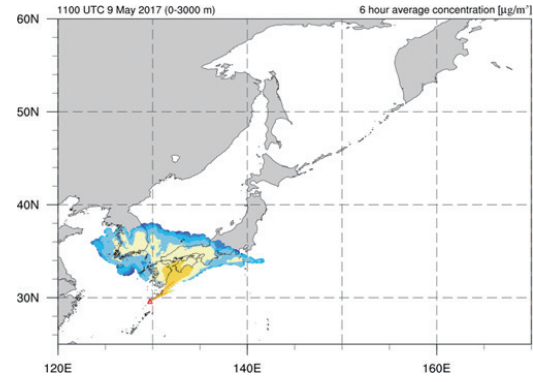 1100 UTC 9 May 2017 (0-3000 m) 6 hour average concentration [µg/m³]
60N
50N
40N
30N
120E 140E 160E